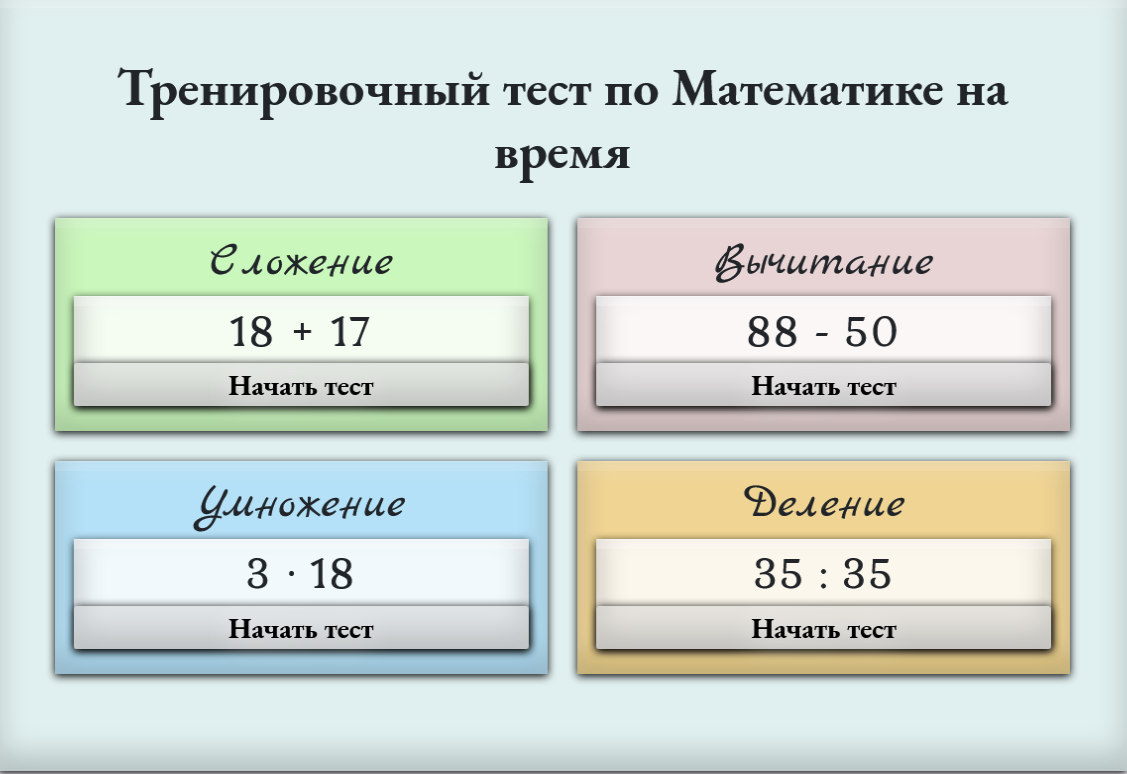 Тренировочный тест по Математике на
время
Сложение
18 + 17
Начать тест
Вычитание
88 - 50
Начать тест
Умножение
3 · 18
Начать тест
Деление
35 : 35
Начать тест